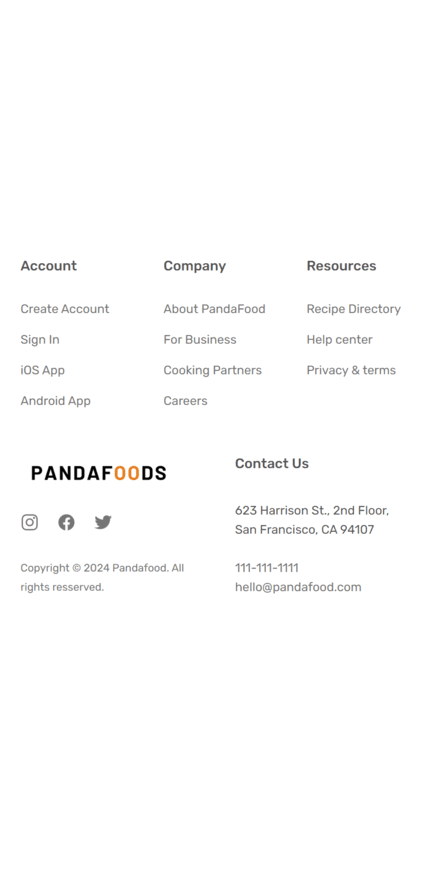 Account
Create Account
Sign In
iOS App
Android App
Company
About PandaFood
For Business
Cooking Partners
Careers
Resources
Recipe Directory
Help center
Privacy & terms
PANDAFOODS
Copyright © 2024 Pandafood. All
rights resserved.
Contact Us
623 Harrison St., 2nd Floor,
San Francisco, CA 94107
111-111-1111
hello@pandafood.com